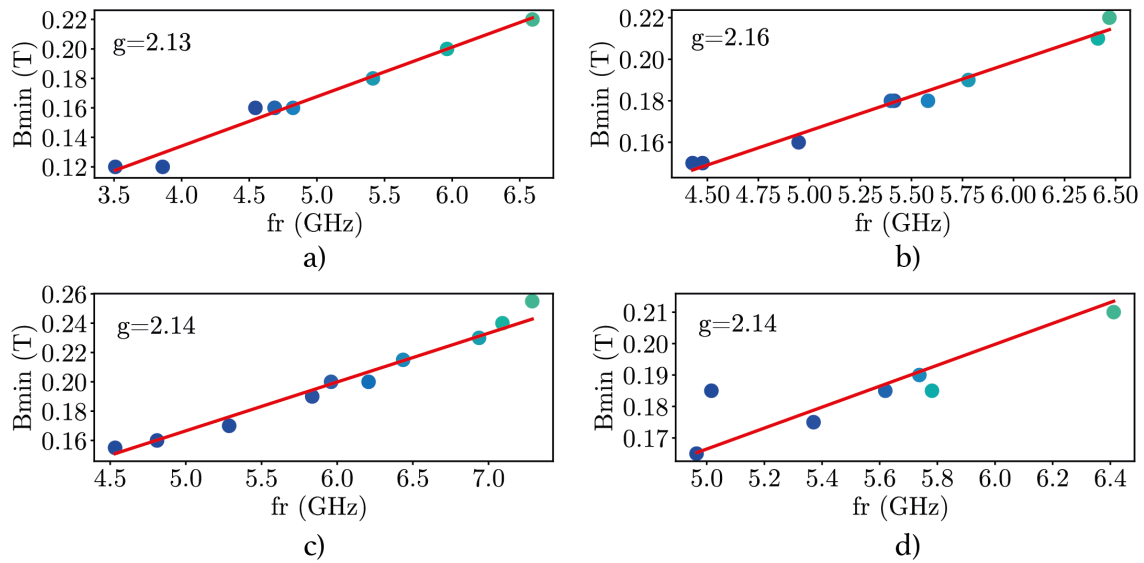 g=2.13
Bmin (T)
0.22
0.20
0.18
0.16
0.14
0.12
3.5 4.0 4.5 5.0 5.5 6.0 6.5
fr (GHz)
a)
g=2.16
Bmin (T)
0.22
0.20
0.18
0.16
4.50 4.75 5.00 5.25 5.50 5.75 6.00 6.25 6.50
fr (GHz)
b)
g=2.14
Bmin (T)
0.26
0.24
0.22
0.20
0.18
0.16
4.5 5.0 5.5 6.0 6.5 7.0
fr (GHz)
c)
g=2.14
Bmin (T)
0.21
0.20
0.19
0.18
0.17
5.0 5.2 5.4 5.6 5.8 6.0 6.2 6.4
fr (GHz)
d)